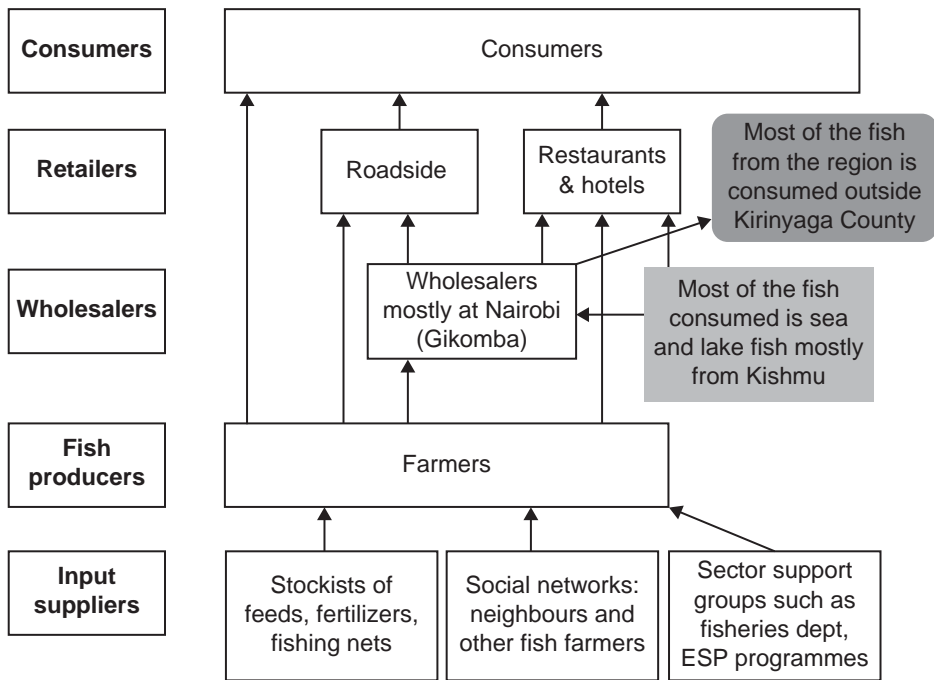 Consumers
Consumers
Retailers
Roadside
Restaurants
& hotels
Most of the fish
from the region is
consumed outside
Kirinyaga County
Wholesalers
Wholesalers
mostly at Nairobi
(Gikomba)
Most of the fish
consumed is sea
and lake fish mostly
from Kishmu
Fish
producers
Farmers
Input
suppliers
Stockists of
feeds, fertilizers,
fishing nets
Social networks:
neighbours and
other fish farmers
Sector support
groups such as
fisheries dept,
ESP programmes